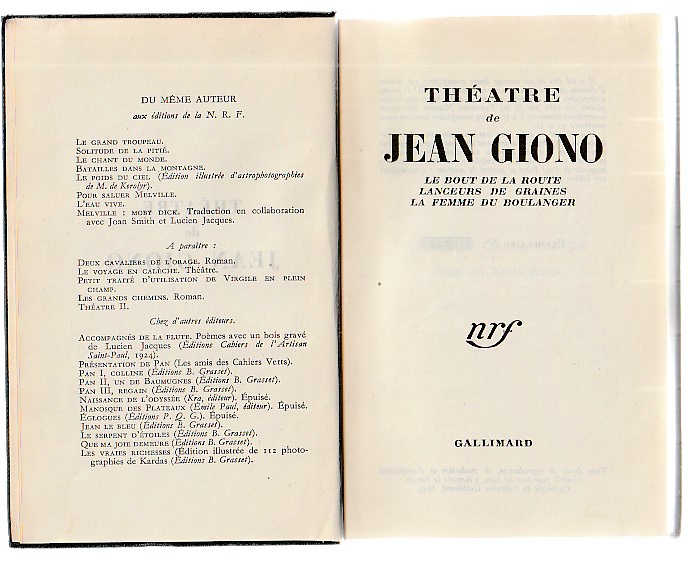 DU MÊME AUTEUR
aux éditions de la N. R. F.
LE GRAND TROUPEAU.
SOLITUDE DE LA PITIÉ.
LE CHANT DU MONDE.
BATAILLES DANS LA MONTAGNE.
LE POIDS DU CIEL (Édition illustrée d'astrophotographies
de M. de Kerolyr).
POUR SALUER MELVILLE.
L'EAU VIVE.
MELVILLE : MOBY DICK. Traduction en collaboration
avec Joan Smith et Lucien Jacques.
A paraître :
DEUX CAVALIERS DE L'ORAGE. Roman.
LE VOYAGE EN CALÈCHE. Théâtre.
PETIT TRAITÉ D'UTILISATION DE VIRGILE EN PLEIN
CHAMP.
LES GRANDS CHEMINS. Roman.
THÉATRE II.
Chez d'autres éditeurs.
ACCOMPAGNÉS DE LA FLUTE. Poèmes avec un bois gravé
de Lucien Jacques (Éditions Cahiers de l'Artisan
Saint-Paul, 1924).
PRÉSENTATION DE PAN (Les amis des Cahiers Verts).
PAN I, COLLINE (Éditions B. Grasset).
PAN II, UN DE BAUMUGNES (Éditions B. Grasset).
PAN III, REGAIN (Éditions B. Grasset).
NAISSANCE DE L'ODYSSÉE (Kra, éditeur). Épuisé.
MANOSQUE DES PLATEAUX (Émile Paul, éditeur). Épuisé.
ÉGLOGUES (Éditions P. Q. G.). Épuisé.
JEAN LE BLEU (Éditions B. Grasset).
LE SERPENT D'ÉTOILES (Éditions B. Grasset).
QUE MA JOIE DEMEURE (Éditions B. Grasset).
LES VRAIES RICHESSES (Édition illustrée de 112 photo-
graphies de Kardas (Éditions B. Grasset).
THÉATRE
de
JEAN GIONO
LE BOUT DE LA ROUTE
LANCEURS DE GRAINES
LA FEMME DU BOULANGER
nrf
GALLIMARD